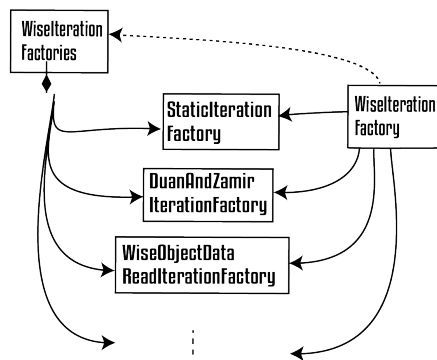 WiseIteration
Factories
StaticIteration
Factory
WiseIteration
Factory
DuanAndZamir
IterationFactory
WiseObjectData
ReadIterationFactory